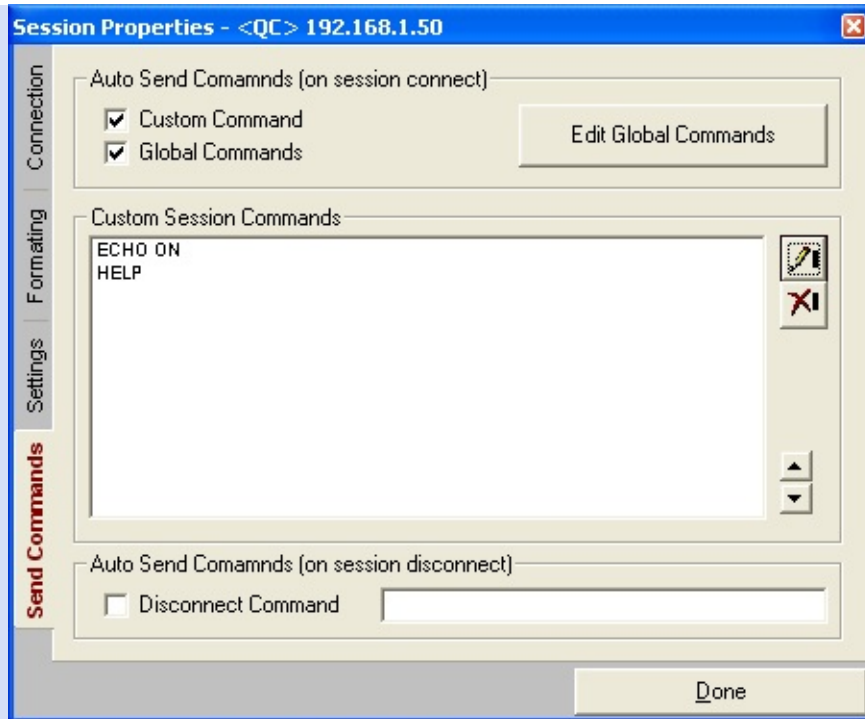 Session Properties - <QC> 192.168.1.50
Connection
Formating
Settings
Send Commands
Auto Send Comamnds (on session connect)
Custom Command
Global Commands
Edit Global Commands
Custom Session Commands
ECHO ON
HELP
Auto Send Comamnds (on session disconnect)
Disconnect Command
Done